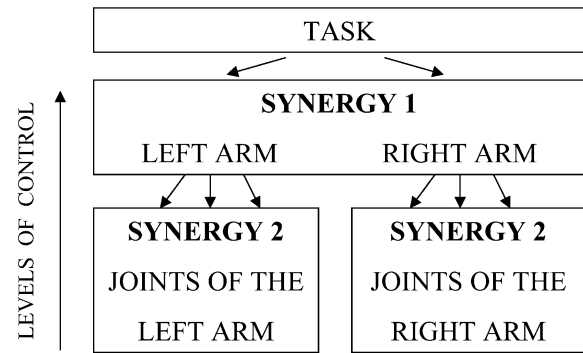 TASK
LEVELS OF CONTROL
SYNERGY 1
LEFT ARM RIGHT ARM
SYNERGY 2
JOINTS OF THE
LEFT ARM
SYNERGY 2
JOINTS OF THE
RIGHT ARM